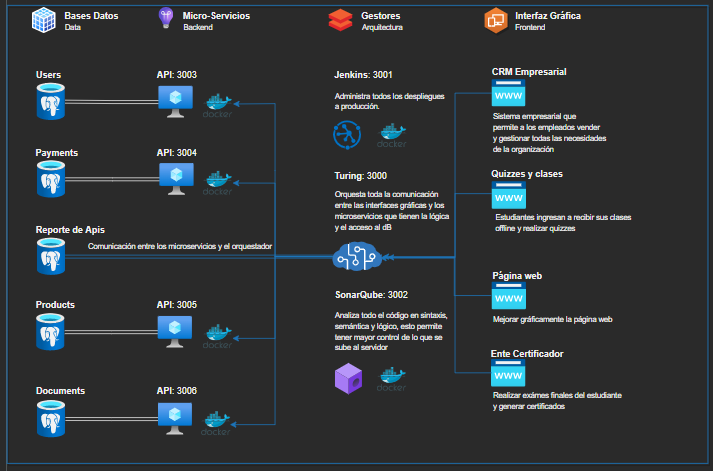 Bases Datos
Data
Micro-Servicios
Backend
Gestores
Arquitectura
Interfaz Gráfica
Frontend
Users
API: 3003
docker
Payments
API: 3004
docker
Reporte de Apis
Comunicación entre los microservicios y el orquestador
Products
API: 3005
docker
Documents
API: 3006
docker
Jenkins: 3001
Administra todos los despliegues
a producción.
docker
Turing: 3000
Orquesta toda la comunicación
entre las interfaces gráficas y los
microservicios que tienen la lógica
y el acceso al dB
SonarQube: 3002
Analiza todo el código en sintaxis,
semántica y lógico, esto permite
tener mayor control de lo que se
sube al servidor
docker
CRM Empresarial
WWW
Sistema empresarial que
permite a los empleados vender
y gestionar todas las necesidades
de la organización
Quizzes y clases
WWW
Estudiantes ingresan a recibir sus clases
offline y realizar quizzes
Página web
WWW
Mejorar gráficamente la página web
Ente Certificador
WWW
Realizar exámes finales del estudiante
y generar certificados